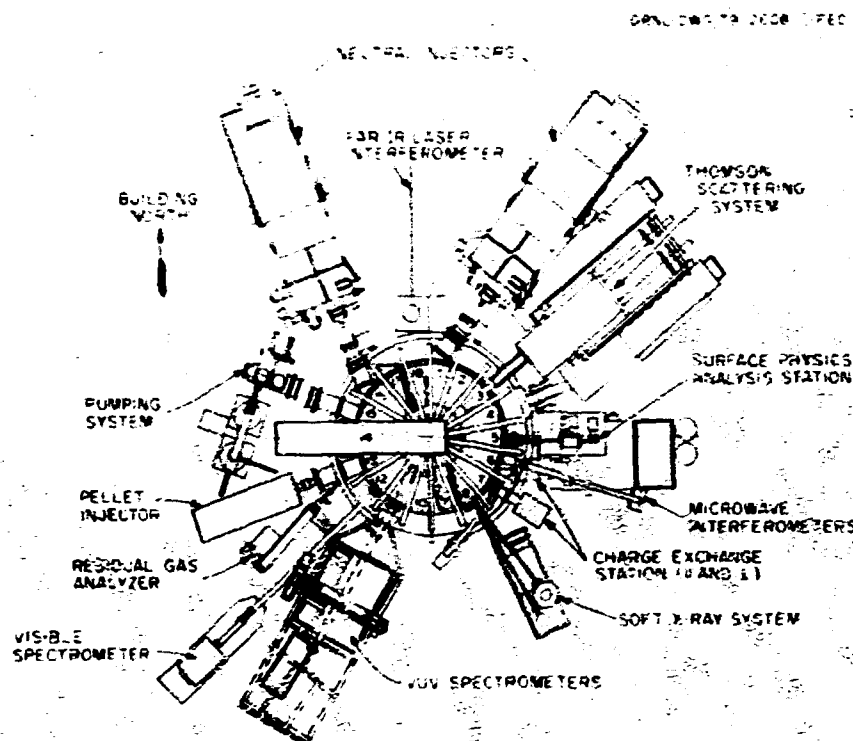 NEUTRAL INJECTORS
FAR IR LASER
INTERFEROMETER
THOMSON
SCATTERING
SYSTEM
BUILDING
NORTH
SURFACE PHYSICS
ANALYSIS STATION
PUMPING
SYSTEM
PELLET
INJECTOR
MICROWAVE
INTERFEROMETERS
RESIDUAL GAS
ANALYZER
CHARGE EXCHANGE
STATION
SOFT X-RAY SYSTEM
VISIBLE
SPECTROMETER
VUV SPECTROMETERS